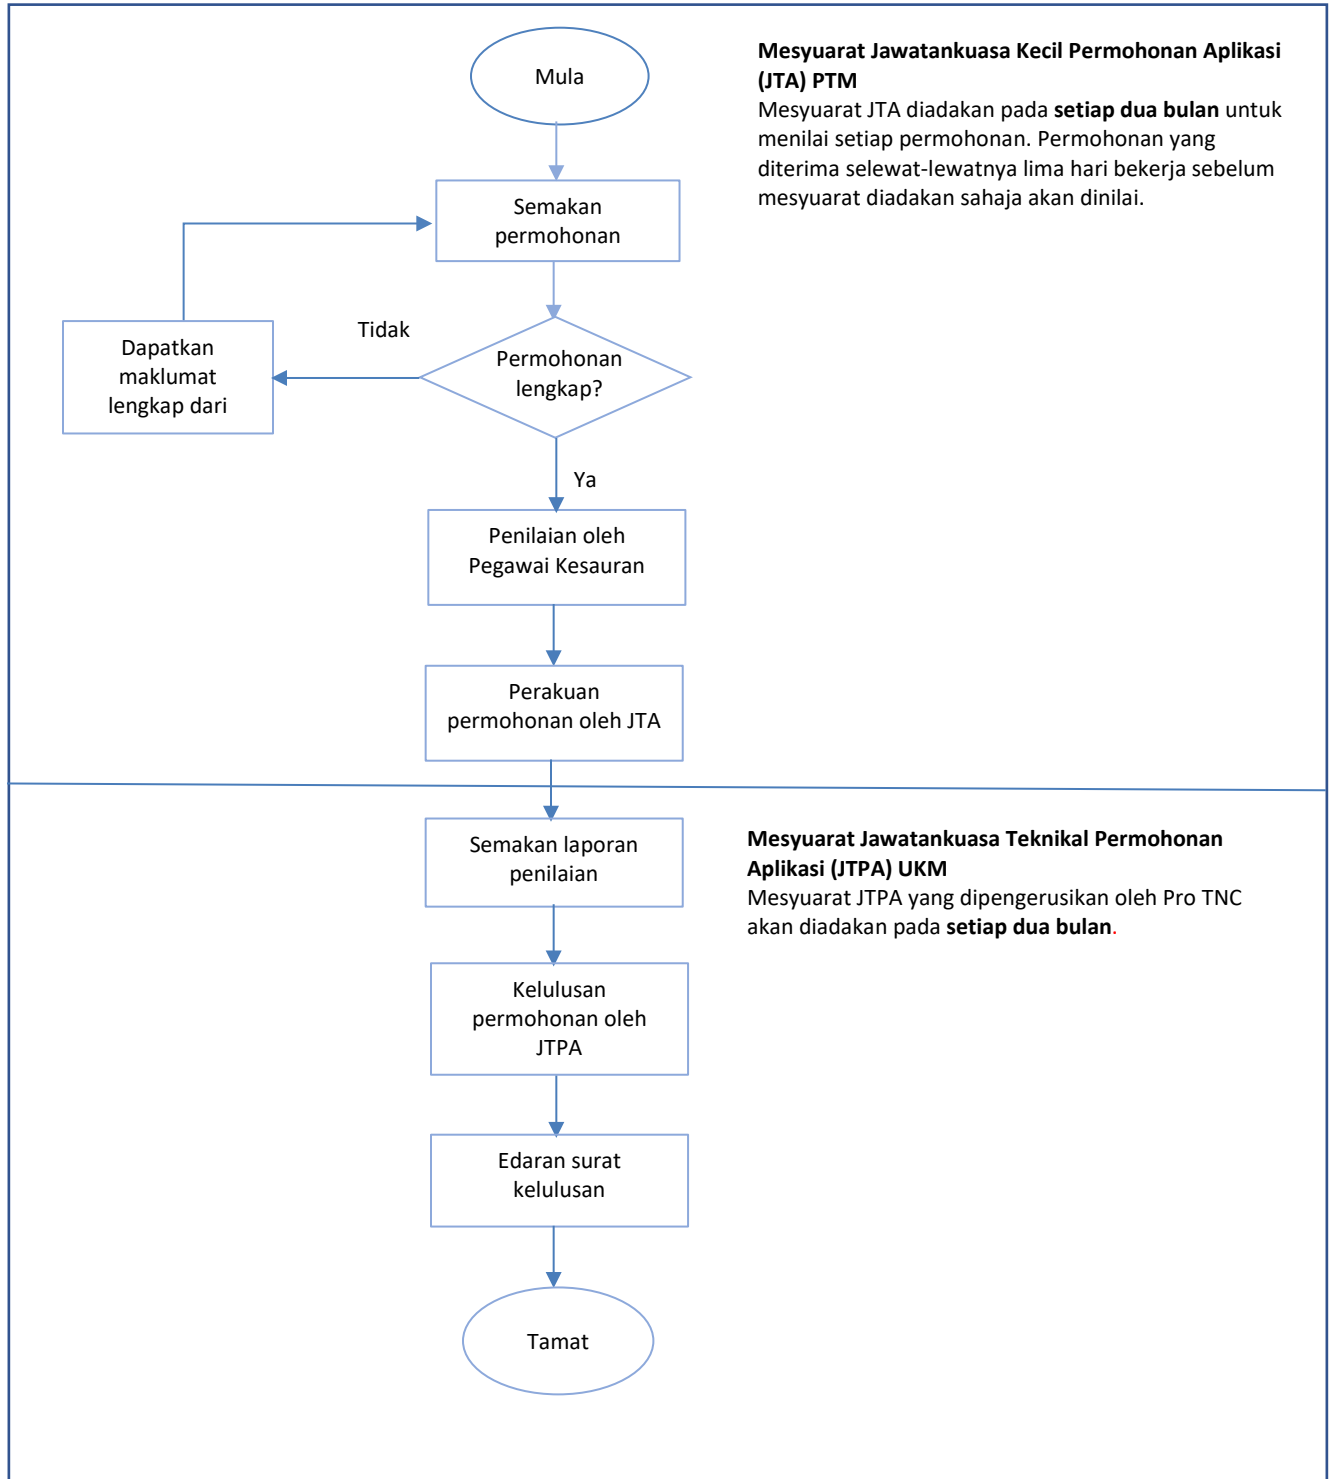 Mula
Mesyuarat Jawatankuasa Kecil Permohonan Aplikasi
(JTA) PTM
Mesyuarat JTA diadakan pada setiap dua bulan untuk
menilai setiap permohonan. Permohonan yang
diterima selewat-lewatnya lima hari bekerja sebelum
mesyuarat diadakan sahaja akan dinilai.
Semakan
permohonan
Permohonan
lengkap?
Tidak
Dapatkan
maklumat
lengkap dari
Ya
Penilaian oleh
Pegawai Kesauran
Perakuan
permohonan oleh JTA
Semakan laporan
penilaian
Mesyuarat Jawatankuasa Teknikal Permohonan
Aplikasi (JTPA) UKM
Mesyuarat JTPA yang dipengerusikan oleh Pro TNC
akan diadakan pada setiap dua bulan.
Kelulusan
permohonan oleh
JTPA
Edaran surat
kelulusan
Tamat